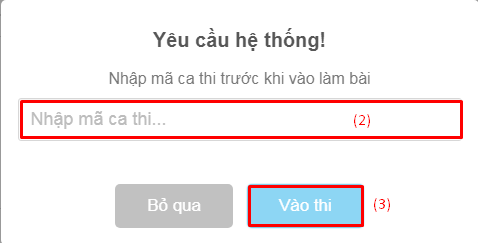 Yêu cầu hệ thống!
Nhập mã ca thi trước khi vào làm bài
Nhập mã ca thi... (2)
Bỏ qua Vào thi (3)